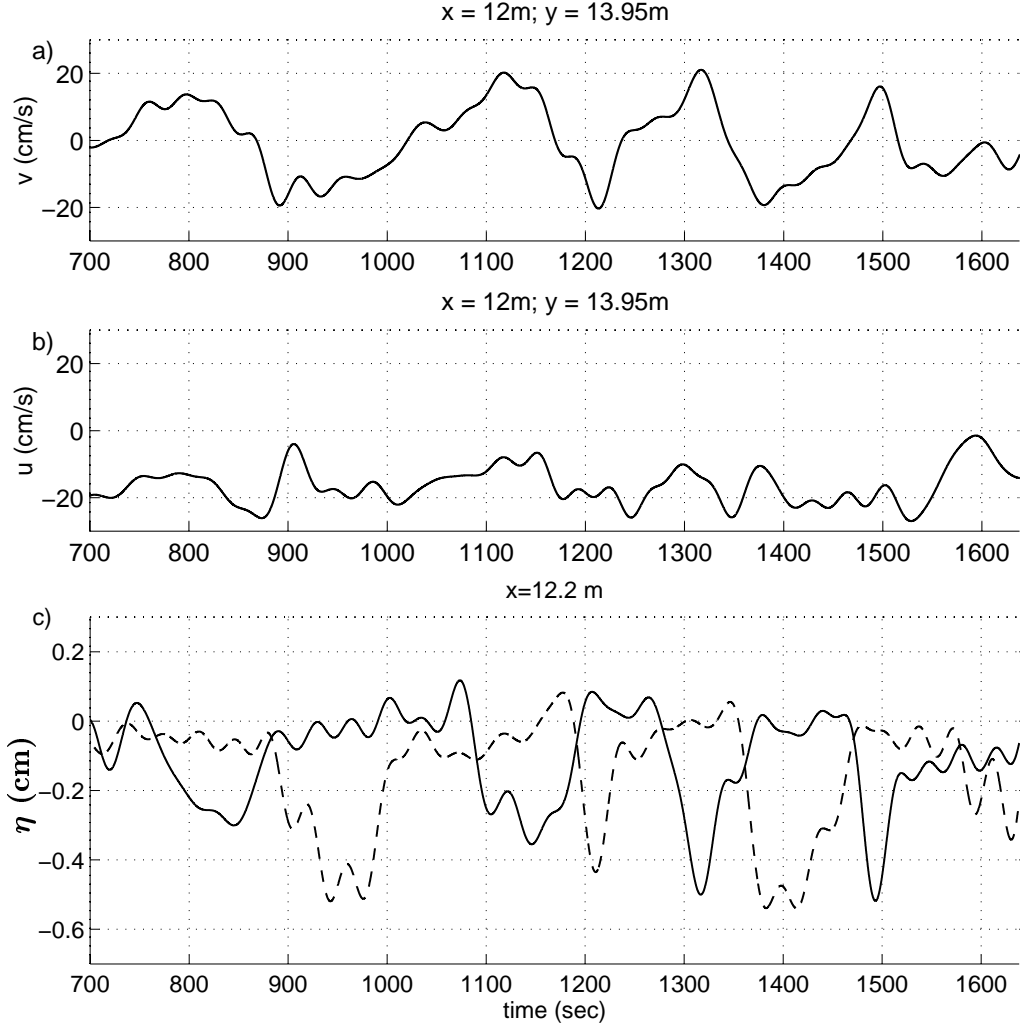 x = 12m; y = 13.95m
a)
20
0
−20
v (cm/s)
700 800 900 1000 1100 1200 1300 1400 1500 1600
x = 12m; y = 13.95m
b)
20
0
−20
u (cm/s)
700 800 900 1000 1100 1200 1300 1400 1500 1600
x=12.2 m
c)
0.2
0
−0.2
−0.4
−0.6
η (cm)
700 800 900 1000 1100 1200 1300 1400 1500 1600
time (sec)